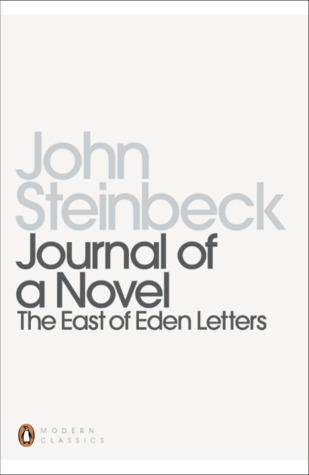 John
Steinbeck
Journal of
a Novel
The East of Eden Letters
MODERN
CLASSICS